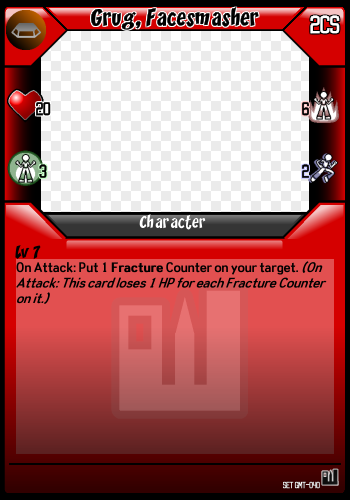 Grug, Facesmasher
2CS
20
6
3
2
Character
Lv 1
On Attack: Put 1 Fracture Counter on your target. (On
Attack: This card loses 1 HP for each Fracture Counter
on it.)
SET GMT-040